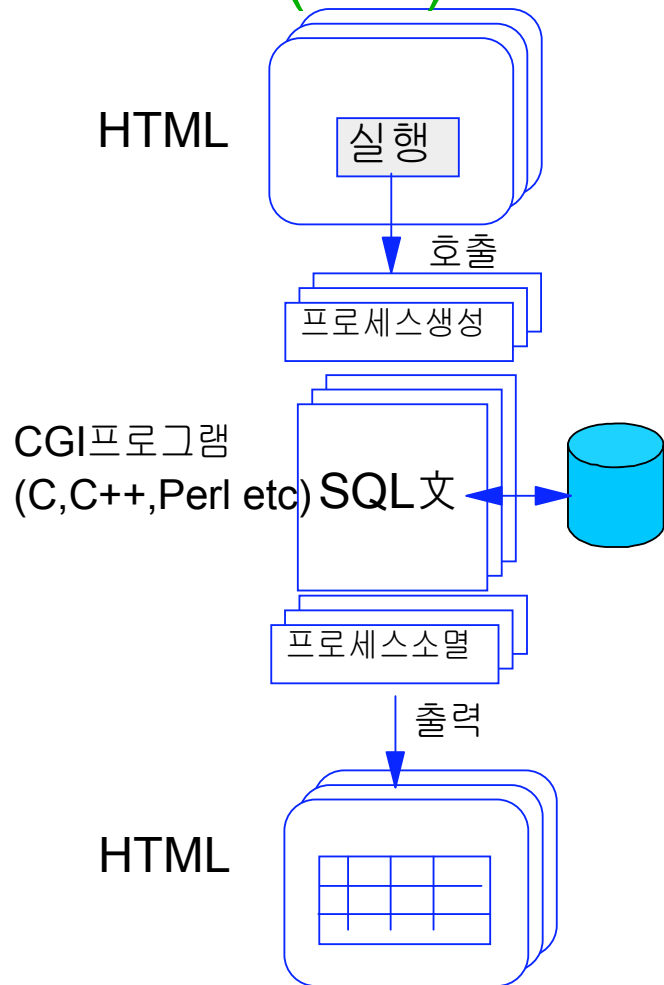 HTML
실행
호출
프로세스생성
CGI프로그램
(C,C++,Perl etc)
SQL文
프로세스소멸
출력
HTML